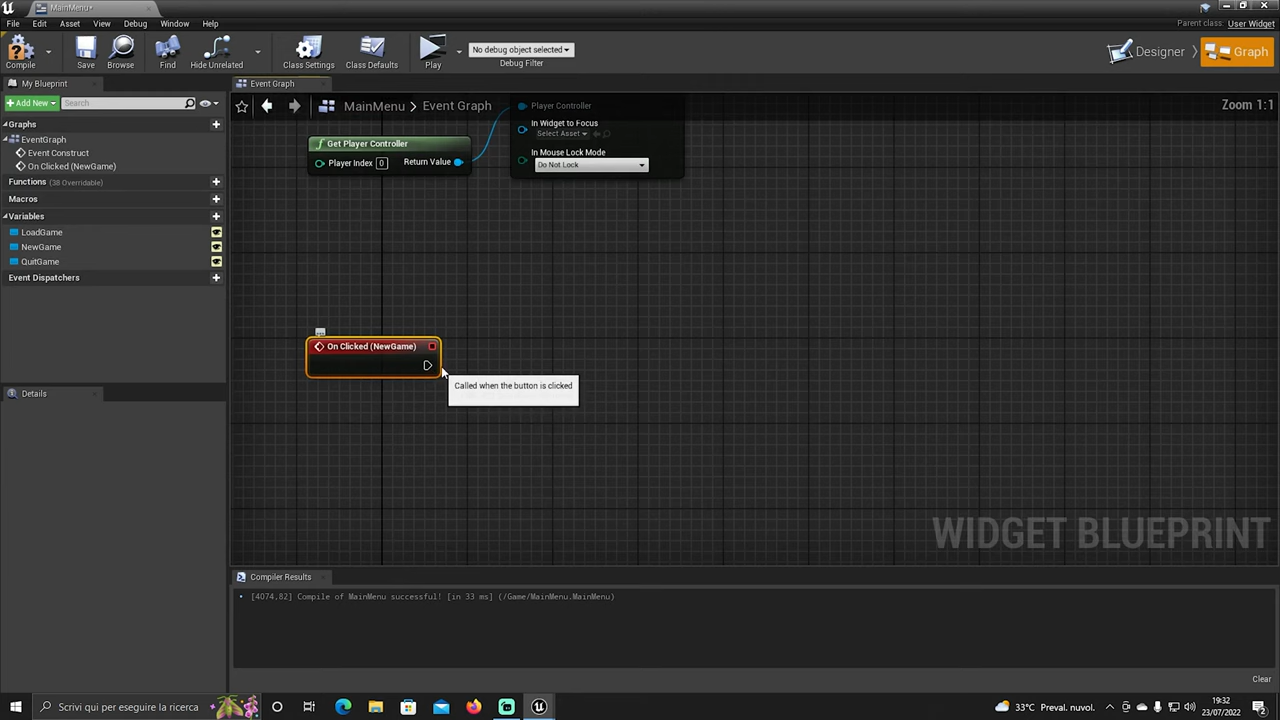 MainMenu*
File Edit Asset View Debug Window Help
Parent class: User Widget
Compile Save Browse Find Hide Unrelated Class Settings Class Defaults Play
No debug object selected
Debug Filter
Designer Graph
My Blueprint
Event Graph
Add New Search
MainMenu > Event Graph
Zoom 1:1
Graphs
EventGraph
Event Construct
On Clicked (NewGame)
Functions (38 Overridable)
Macros
Variables
LoadGame
NewGame
QuitGame
Event Dispatchers
Details
Player Controller
In Widget to Focus
Select Asset
In Mouse Lock Mode
Do Not Lock
Get Player Controller
Player Index 0 Return Value
On Clicked (NewGame)
Called when the button is clicked
WIDGET BLUEPRINT
Compiler Results
[4074.82] Compile of MainMenu successful! [in 33 ms] (/Game/MainMenu.MainMenu)
Clear
Scrivi qui per eseguire la ricerca
33°C Preval. nuvol.
19:32
23/07/2022
2